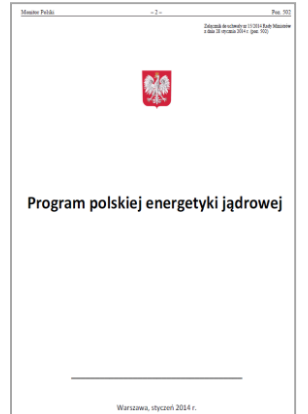 Monitor Polski – 2 – Poz. 502
Załącznik do uchwały nr 15/2014 Rady Ministrów
z dnia 28 stycznia 2014 r. (poz. 502)
Program polskiej energetyki jądrowej
Warszawa, styczeń 2014 r.